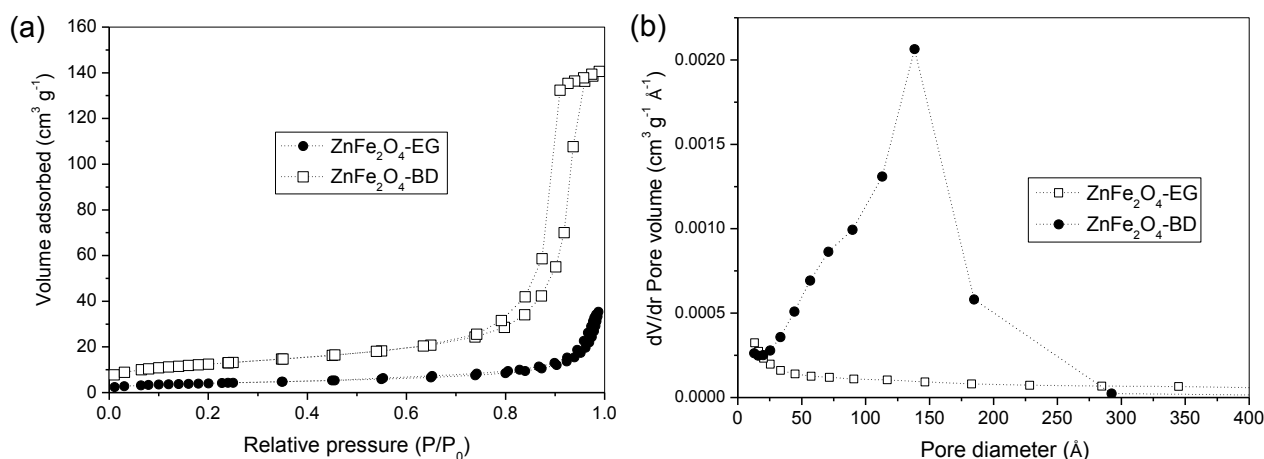 (a)
160
140
120
100
80
60
40
20
0
Volume adsorbed (cm³ g⁻¹)
ZnFe₂O₄-EG
ZnFe₂O₄-BD
0.0 0.2 0.4 0.6 0.8 1.0
Relative pressure (P/P₀)
(b)
0.0020
0.0015
0.0010
0.0005
0.0000
dV/dr Pore volume (cm³ g⁻¹ Å⁻¹)
ZnFe₂O₄-EG
ZnFe₂O₄-BD
0 50 100 150 200 250 300 350 400
Pore diameter (Å)